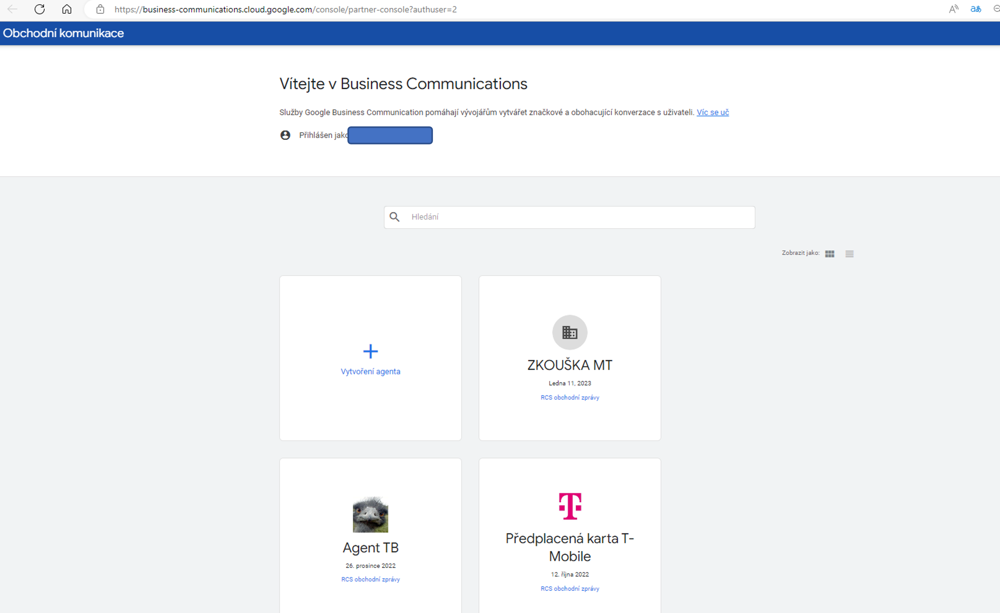 https://business-communications.cloud.google.com/console/partner-console?authuser=2
Obchodní komunikace
Vítejte v Business Communications
Služby Google Business Communication pomáhají vývojářům vytvářet značkové a obohacující konverzace s uživateli. Víc se uč
Přihlášen jako
Hledání
Zobrazit jako:
Vytvoření agenta
ZKOUŠKA MT
Ledna 11, 2023
RCS obchodní zprávy
Agent TB
26. prosince 2022
RCS obchodní zprávy
Předplacená karta T-
Mobile
12. října 2022
RCS obchodní zprávy